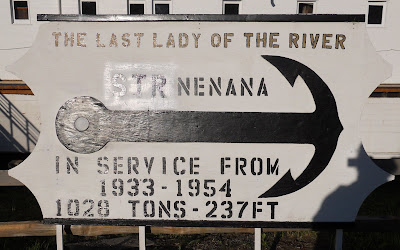 THE LAST LADY OF THE RIVER
STR NENANA
IN SERVICE FROM
1933-1954
1028 TONS-237FT